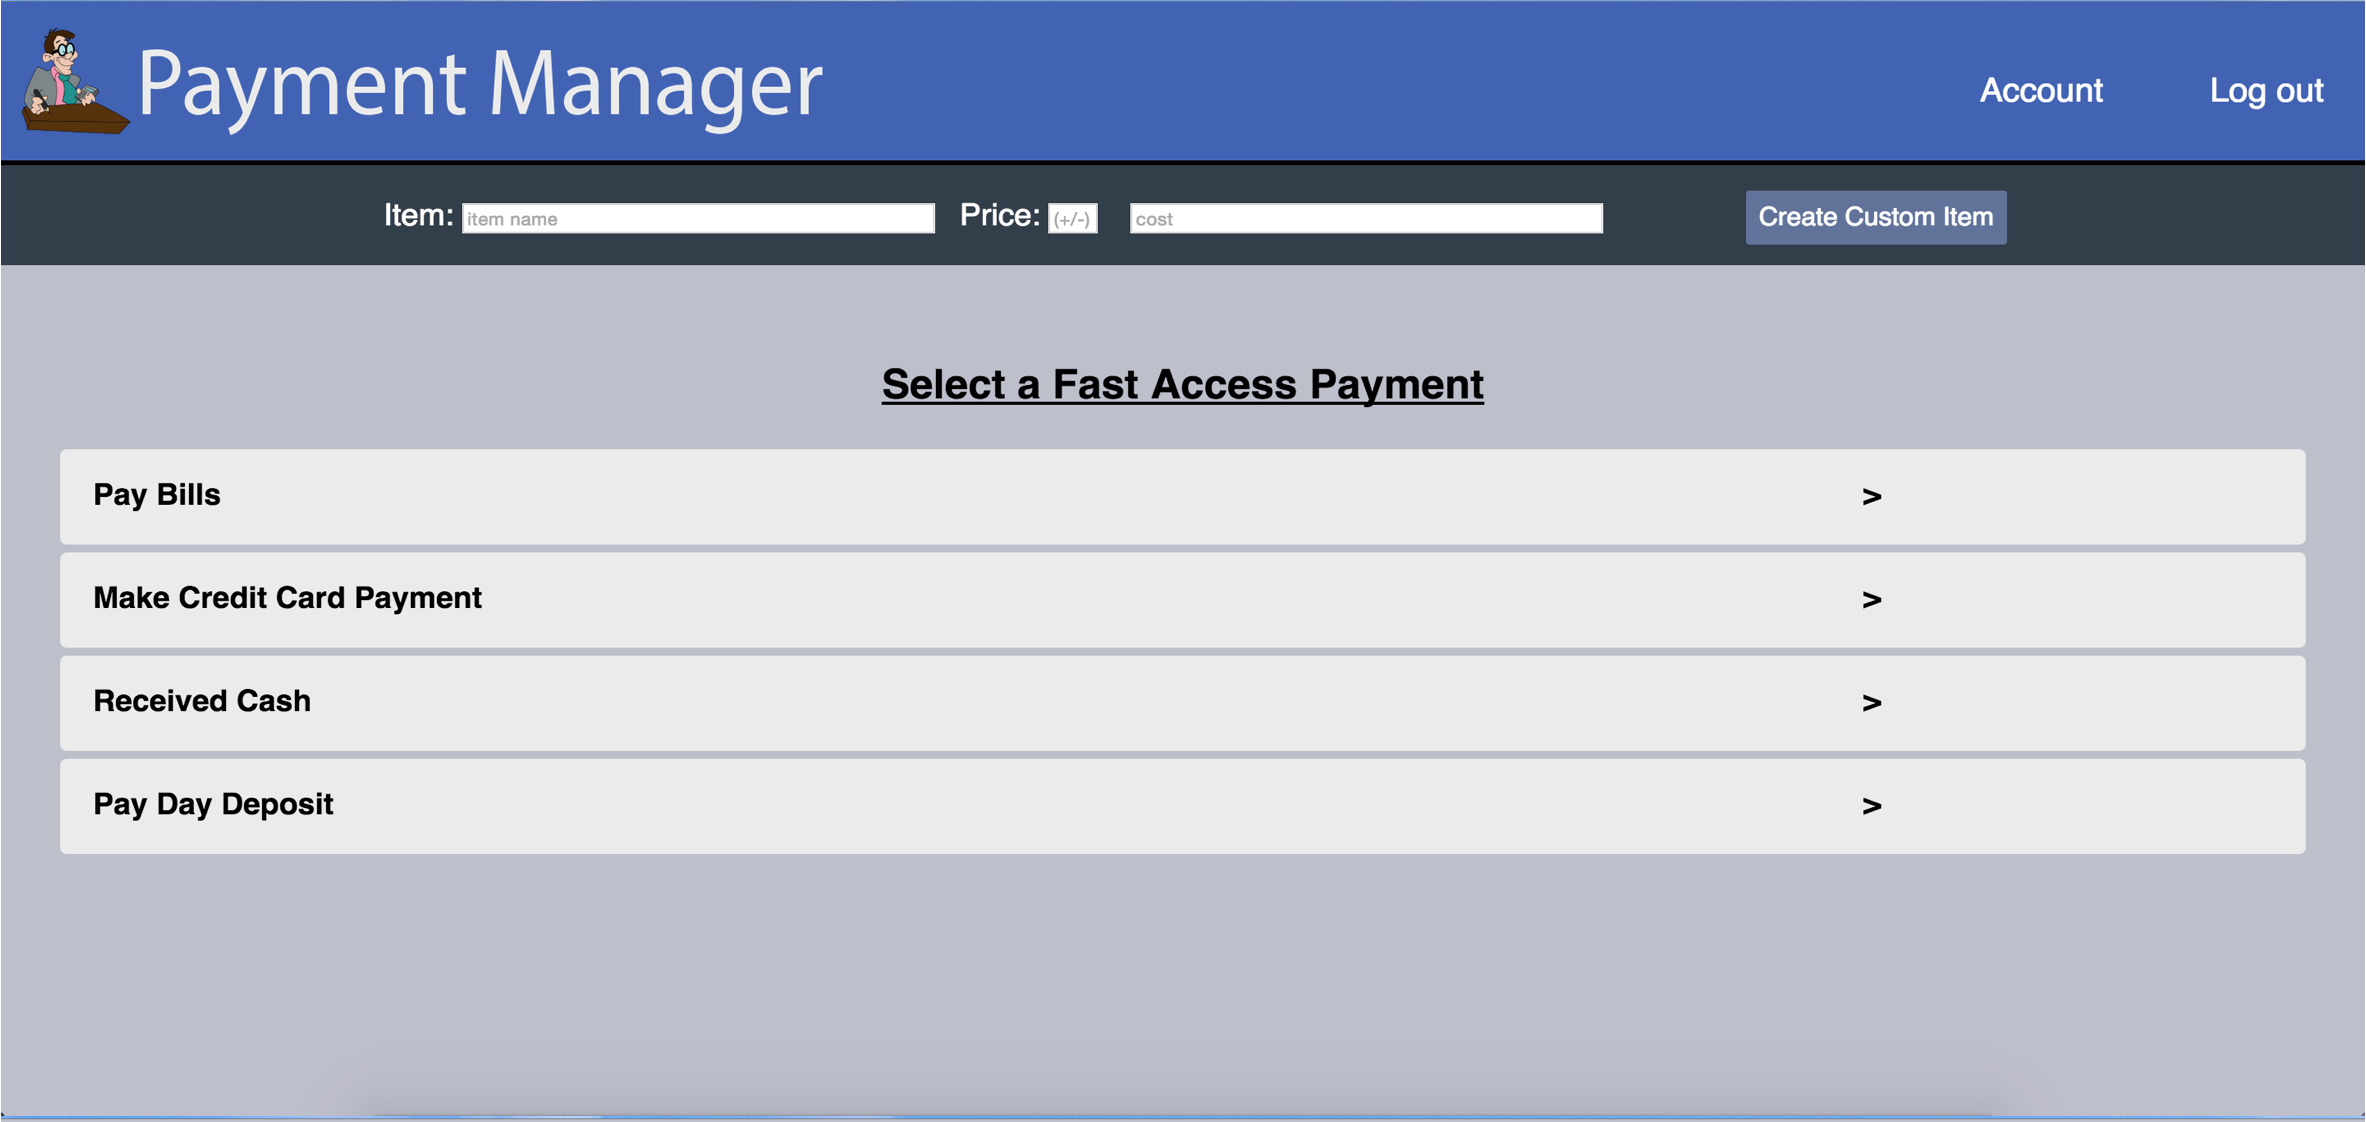 Payment Manager
Account Log out
Item: item name Price: (+/-) cost Create Custom Item
Select a Fast Access Payment
Pay Bills >
Make Credit Card Payment >
Received Cash >
Pay Day Deposit >